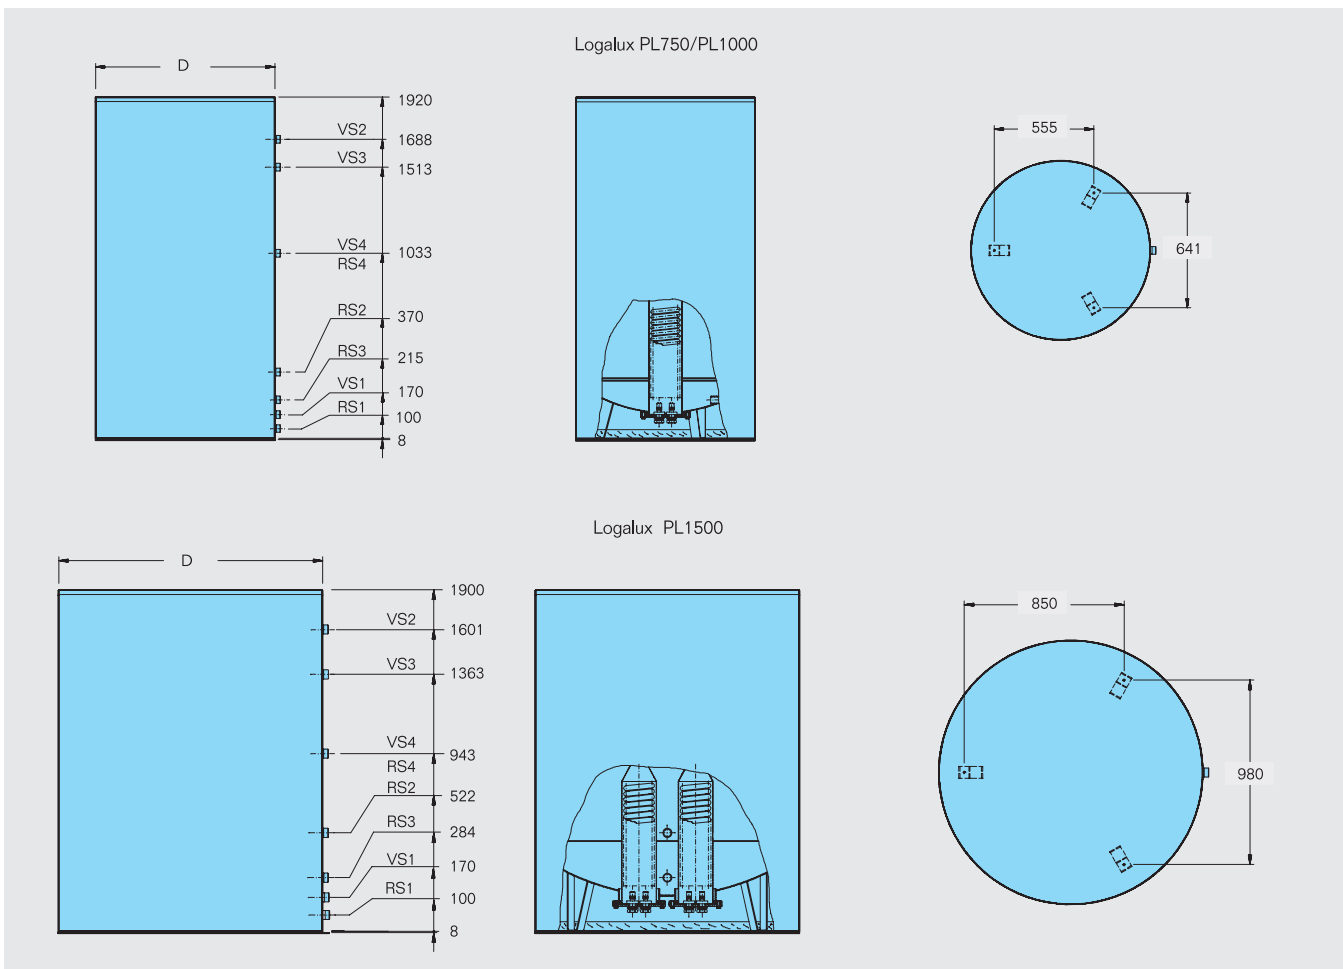 Logalux PL750/PL1000
D
1920
VS2
1688
VS3
1513
VS4
1033
RS4
RS2
370
RS3
215
VS1
170
RS1
100
8
555
641
Logalux PL1500
D
1900
VS2
1601
VS3
1363
VS4
943
RS4
RS2
522
RS3
284
VS1
170
RS1
100
8
850
980